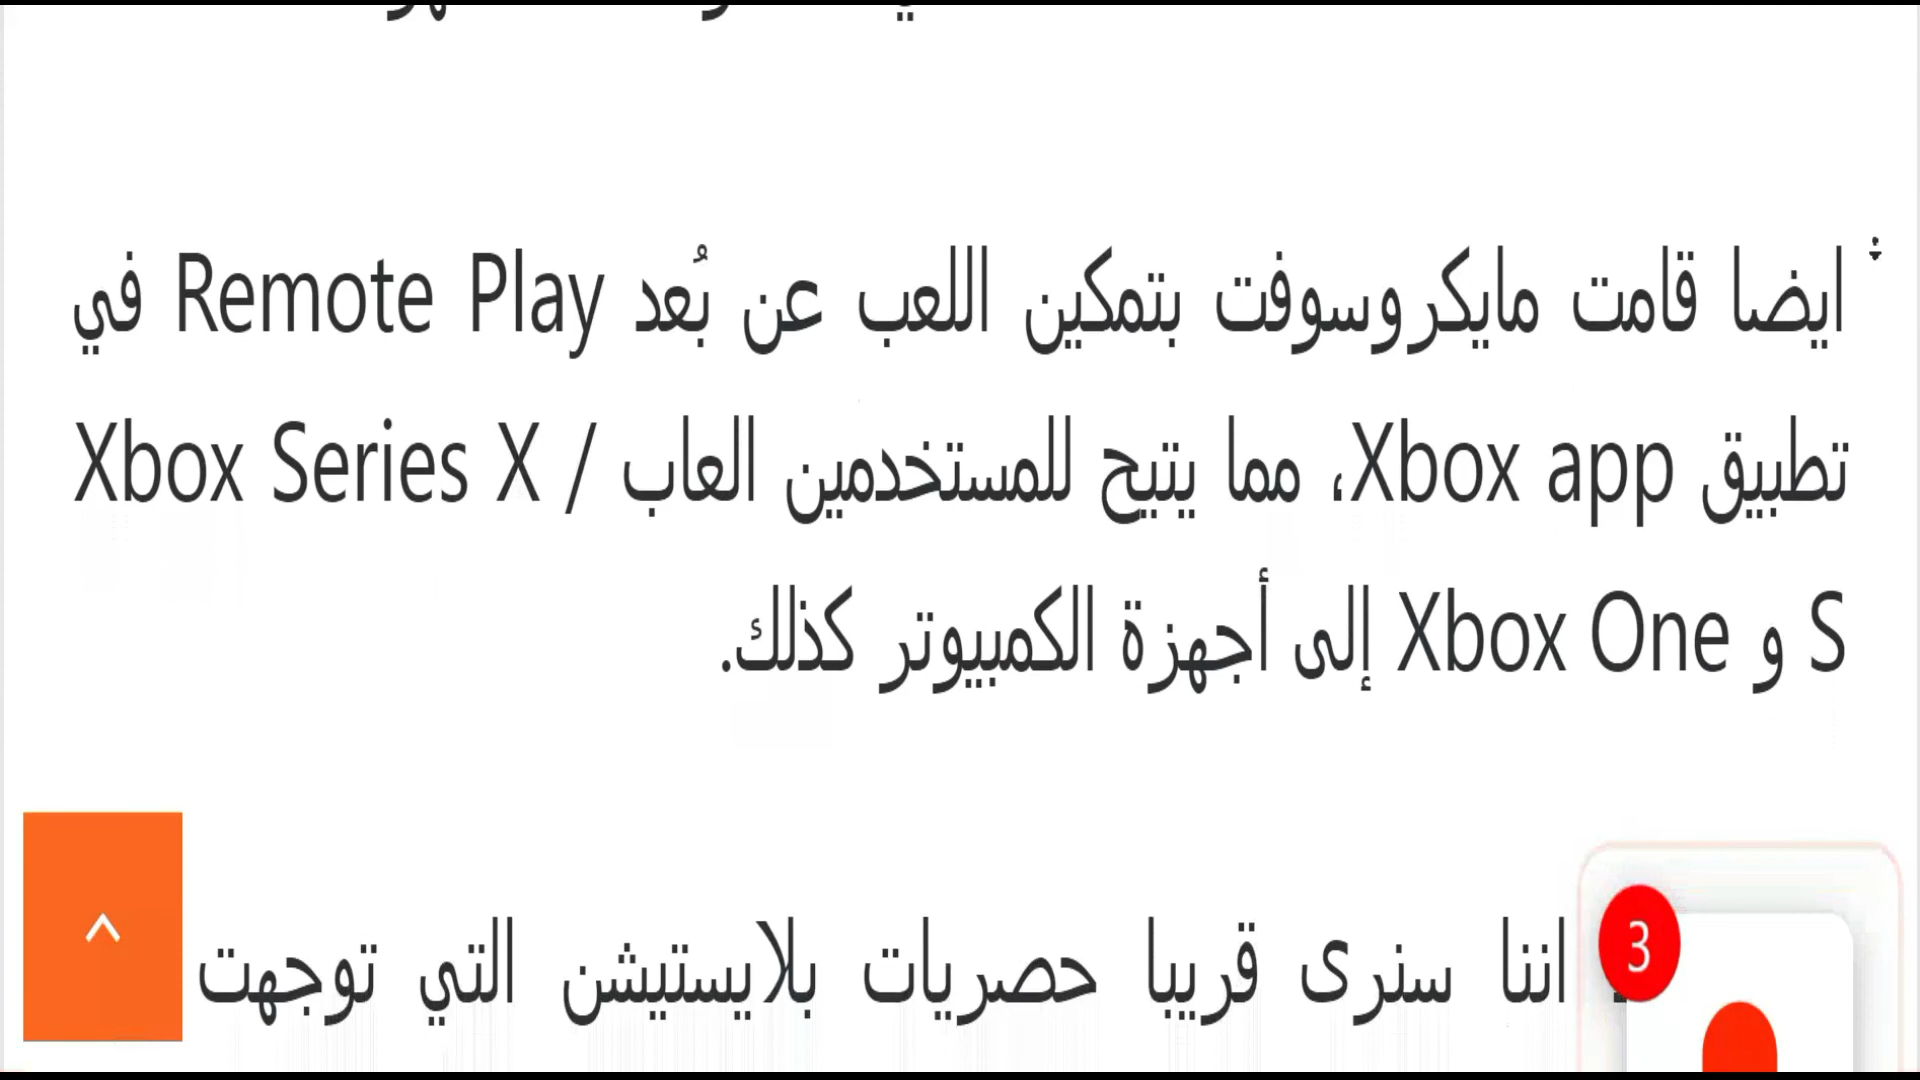 ايضا قامت مايكروسوفت بتمكين اللعب عن بُعد Remote Play في
تطبيق Xbox app، مما يتيح للمستخدمين العاب Xbox Series X /
S و Xbox One إلى أجهزة الكمبيوتر كذلك.
اننا سنرى قريبا حصريات بلايستيشن التي توجهت
3